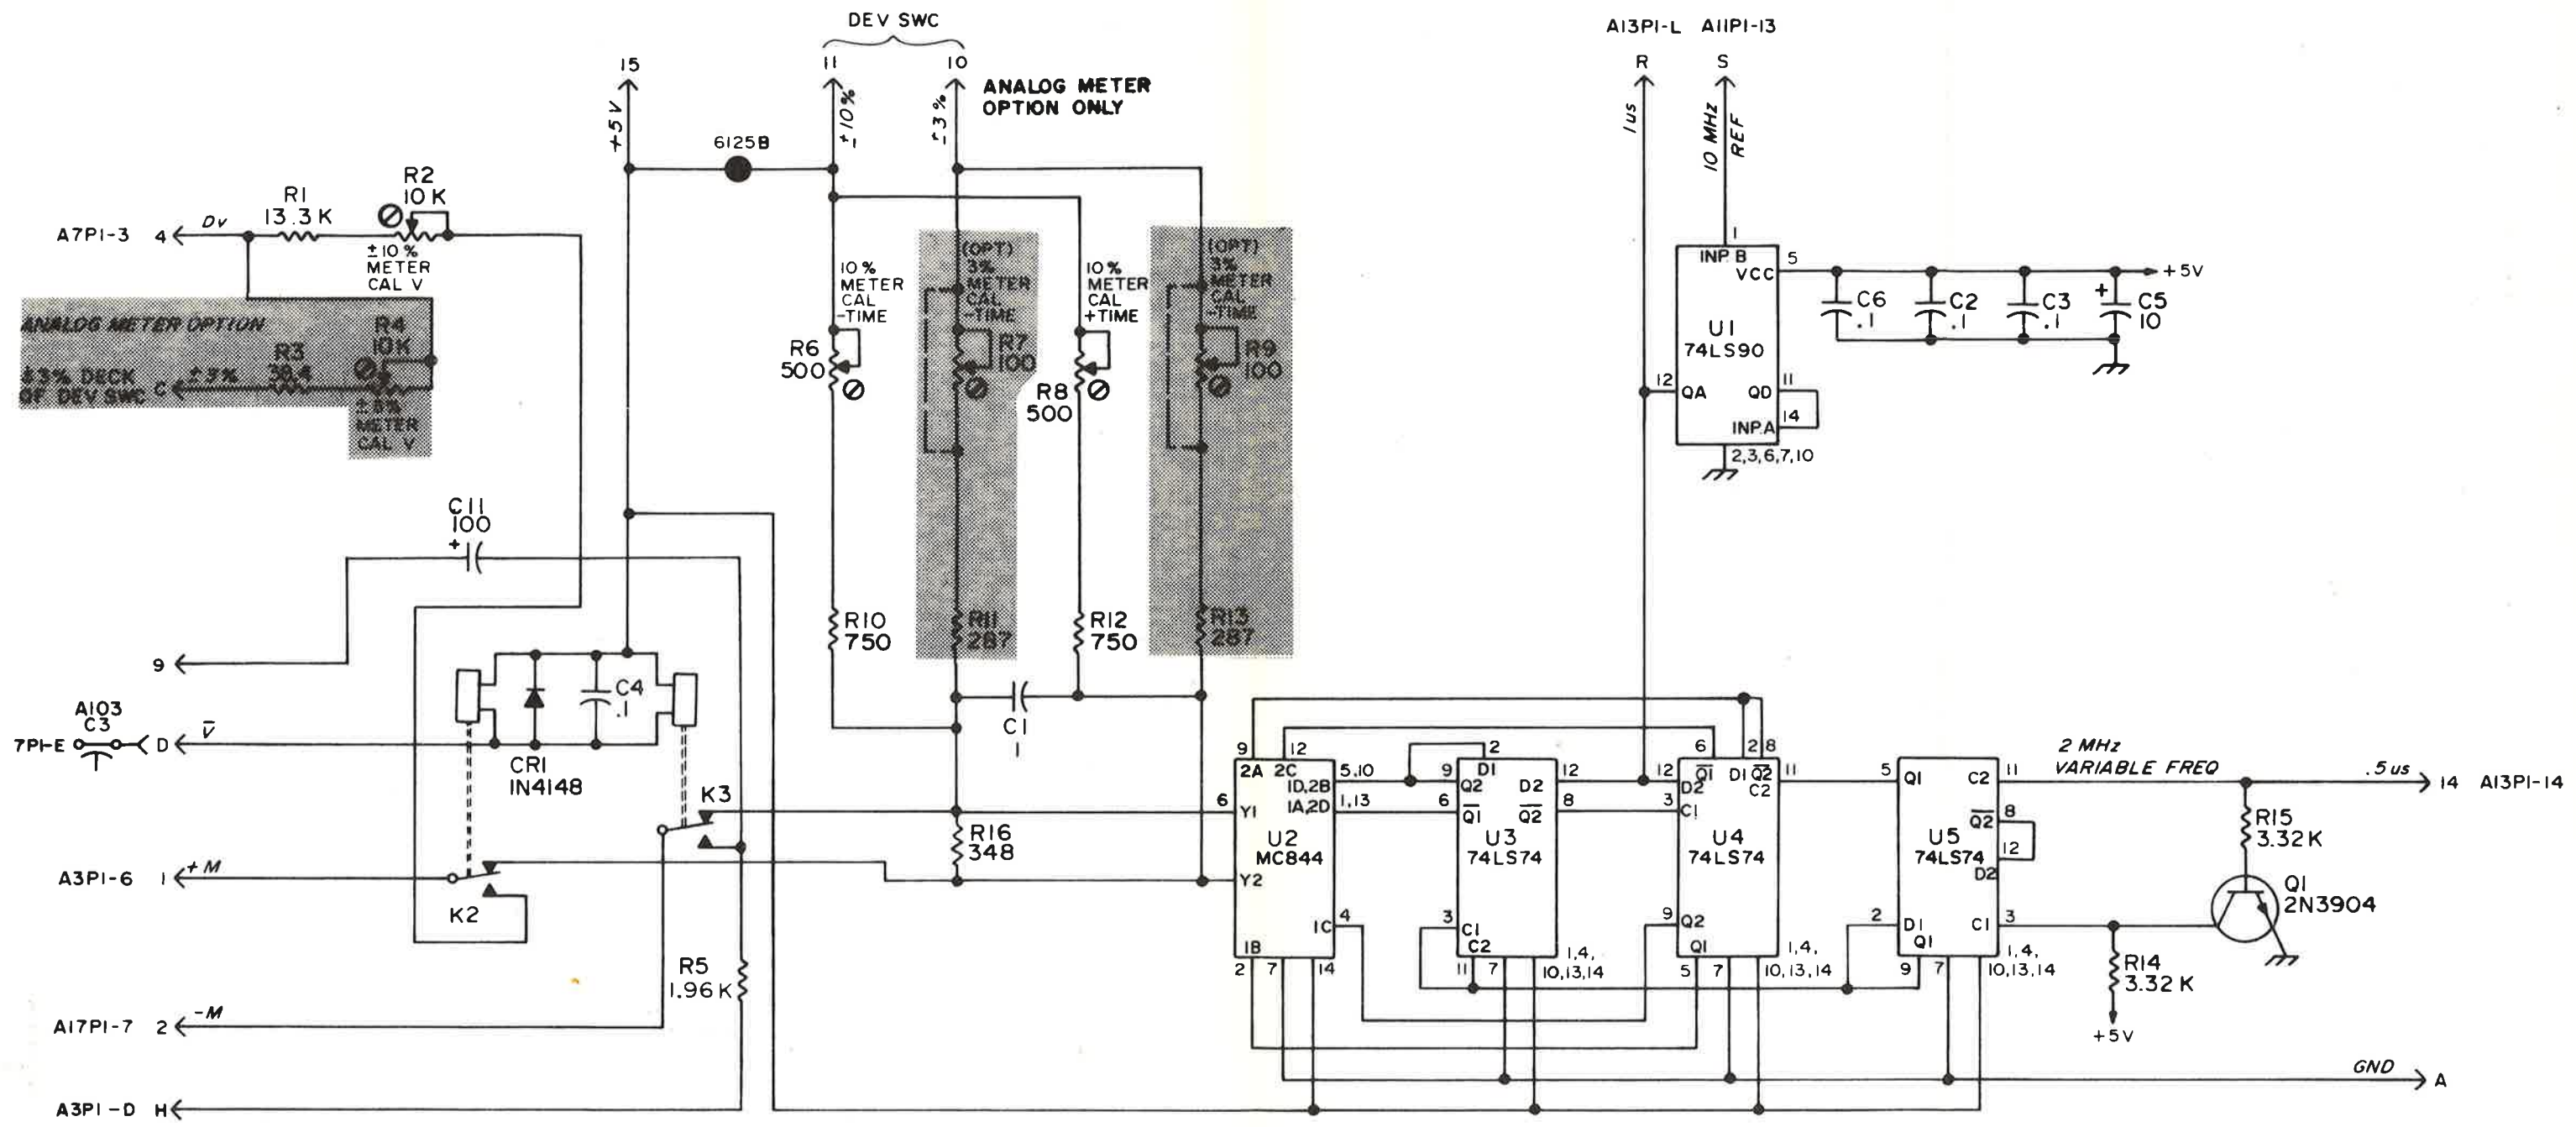 DEV SWC
15
11
10
ANALOG METER
OPTION ONLY
+5V
±10%
±3%
6125B
A13P1-L A11P1-13
R
S
1us
10 MHz
REF
R1
13.3K
R2
10K
A7P1-3 4
Dv
±10%
METER
CAL V
ANALOG METER OPTION
R4
10K
R3
38.4
±3% DECK
OF DEV SWC
C
±3%
METER
CAL V
10%
METER
CAL
-TIME
R6
500
(OPT)
3%
METER
CAL
-TIME
R7
100
10%
METER
CAL
+TIME
R8
500
(OPT)
3%
METER
CAL
-TIME
R9
100
1
INP. B
VCC
5
+5V
C6
.1
C2
.1
C3
.1
+
C5
10
U1
74LS90
12
QA
QD
11
14
INP.A
2,3,6,7,10
C11
100
+
R10
750
R11
287
R12
750
R13
287
9
C4
.1
C1
1
A103
C3
7P1-E
D
V̅
CR1
1N4148
K3
R16
348
A3P1-6 1
+M
K2
R5
1.96K
A17P1-7 2
-M
A3P1-D H
9
12
2A
2C
5,10
1D,2B
1,13
1A,2D
6
Y1
U2
MC844
Y2
1C
4
1B
2
7
14
2
D1
9
Q2
D2
12
6
Q̅1̅
Q̅2̅
8
U3
74LS74
3
C1
C2
11
7
1,4,
10,13,14
6
2
8
Q̅1̅
D1
Q̅2̅
12
D2
C2
11
3
C1
U4
74LS74
9
Q2
Q1
5
7
1,4,
10,13,14
5
Q1
C2
11
Q̅2̅
8
U5
74LS74
12
D2
2
D1
C1
3
Q1
9
7
1,4,
10,13,14
2 MHz
VARIABLE FREQ
.5us
14 A13P1-14
R15
3.32K
Q1
2N3904
R14
3.32K
+5V
GND
A